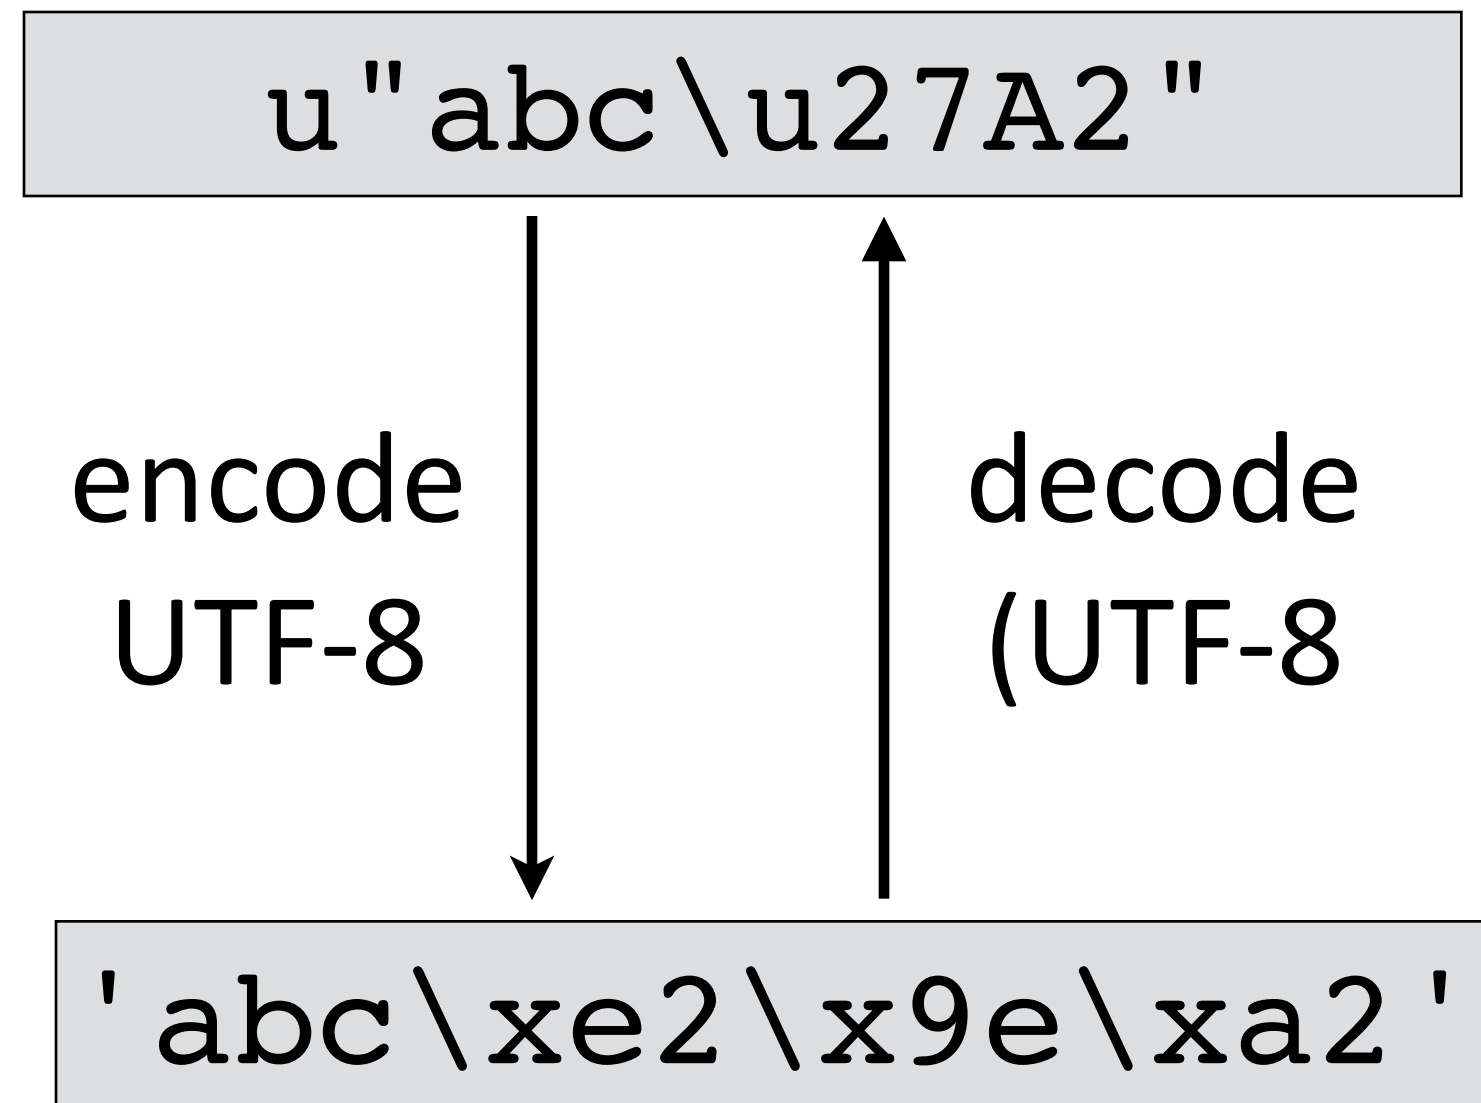 u"abc\u27A2"
encode
UTF-8
decode
(UTF-8
'abc\xe2\x9e\xa2'